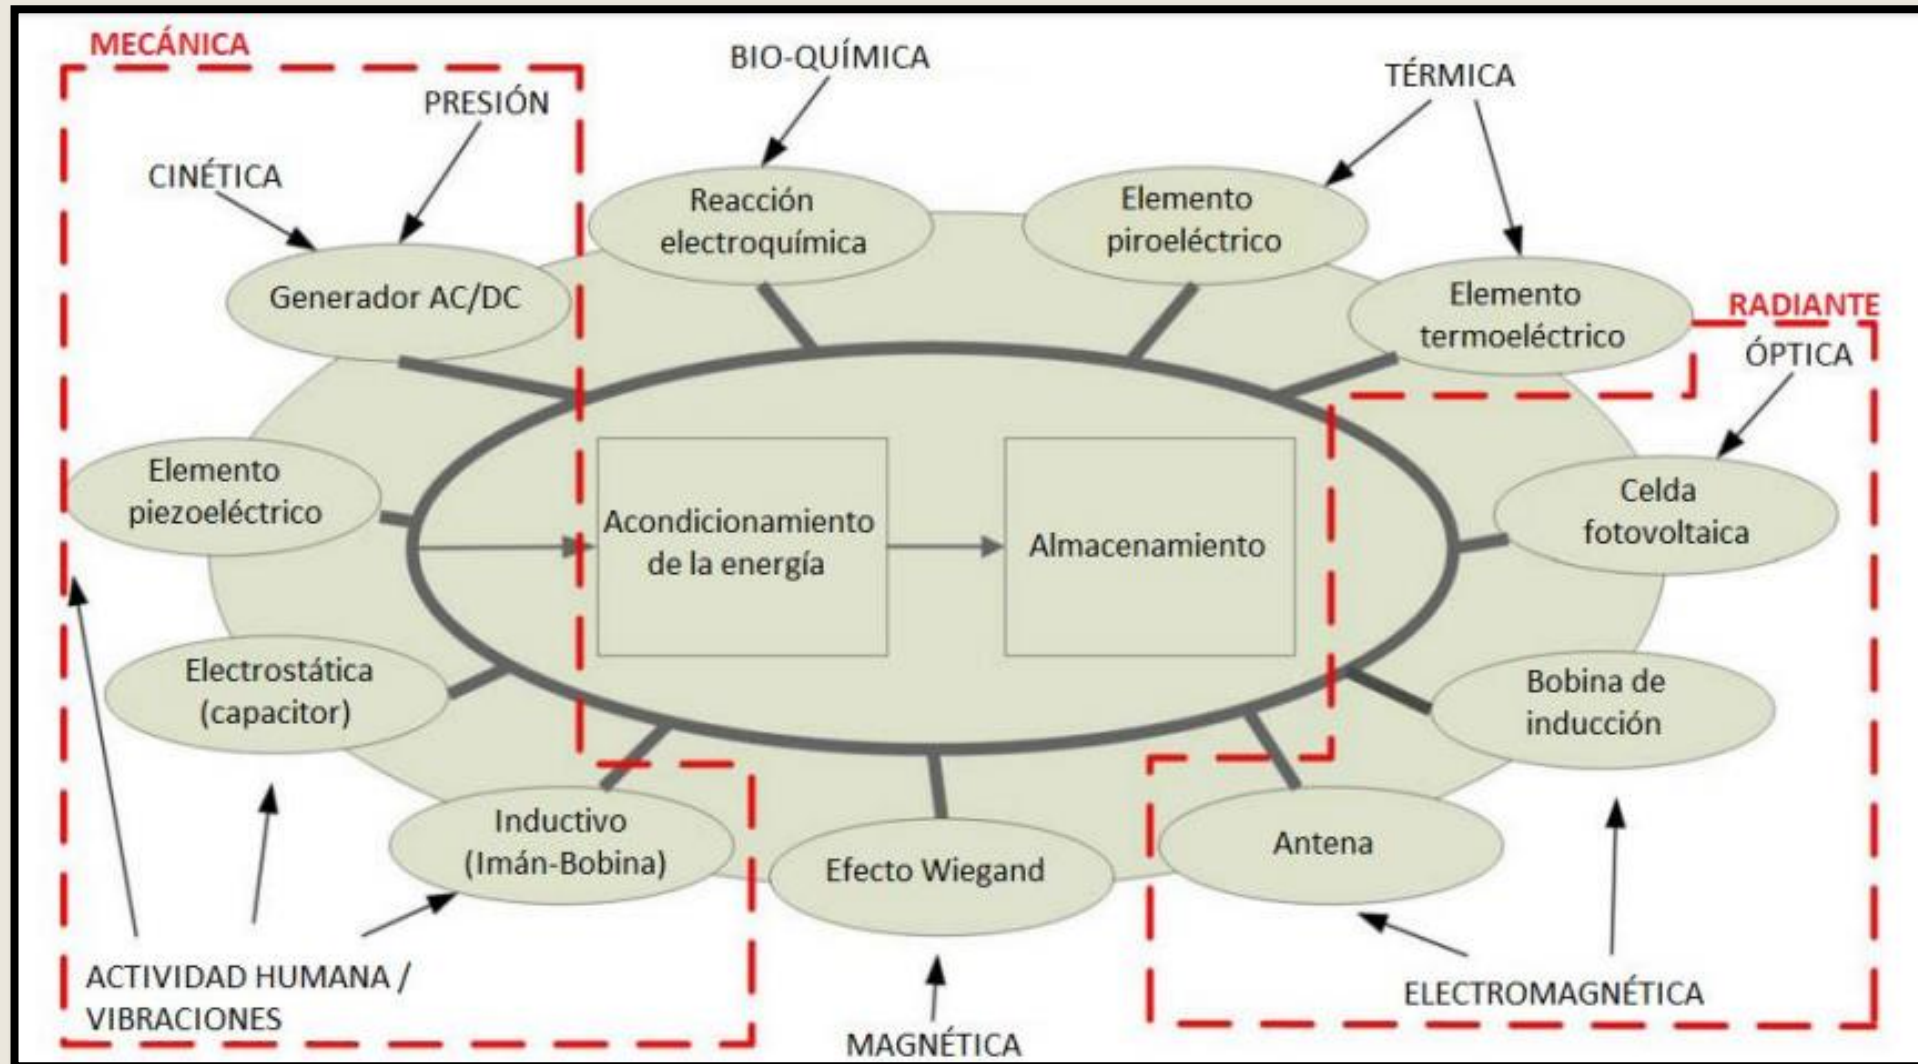 MECÁNICA
PRESIÓN
CINÉTICA
Generador AC/DC
BIO-QUÍMICA
Reacción
electroquímica
TÉRMICA
Elemento
piroeléctrico
Elemento
termoeléctrico
RADIANTE
ÓPTICA
Celda
fotovoltaica
Elemento
piezoeléctrico
Acondicionamiento
de la energía
Almacenamiento
Electrostática
(capacitor)
Bobina de
inducción
Inductivo
(Imán-Bobina)
Efecto Wiegand
Antena
ACTIVIDAD HUMANA /
VIBRACIONES
MAGNÉTICA
ELECTROMAGNÉTICA